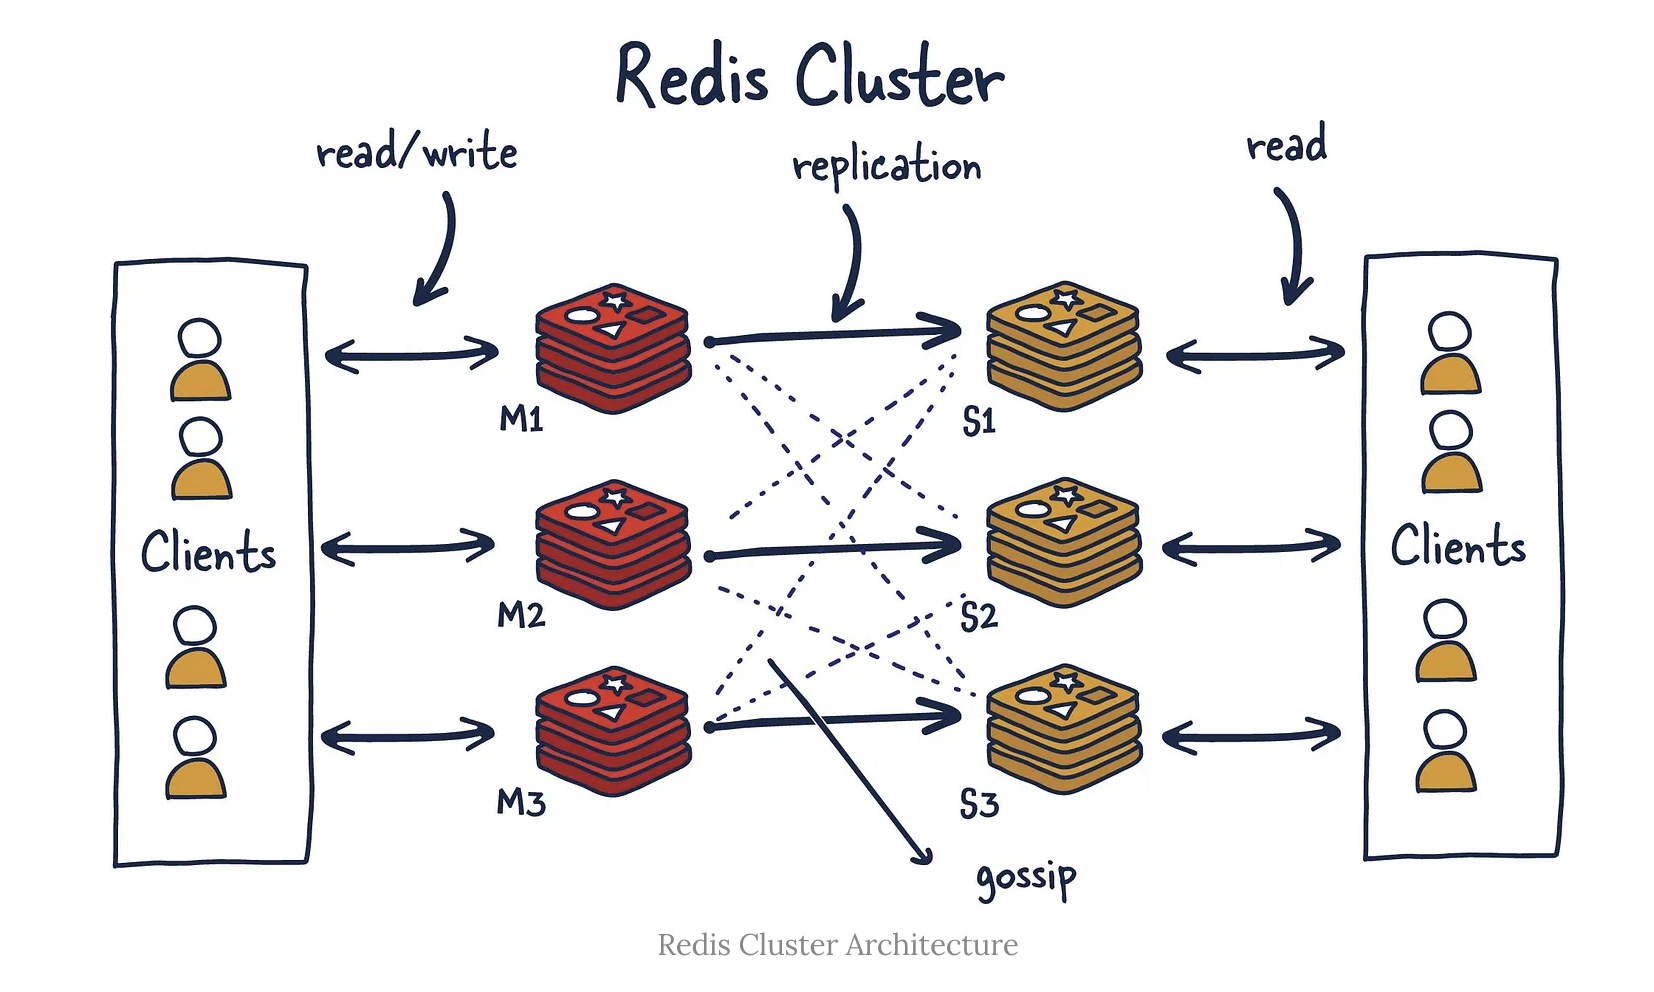 Redis Cluster
read/write
replication
read
M1
S1
Clients
Clients
M2
S2
M3
S3
gossip
Redis Cluster Architecture